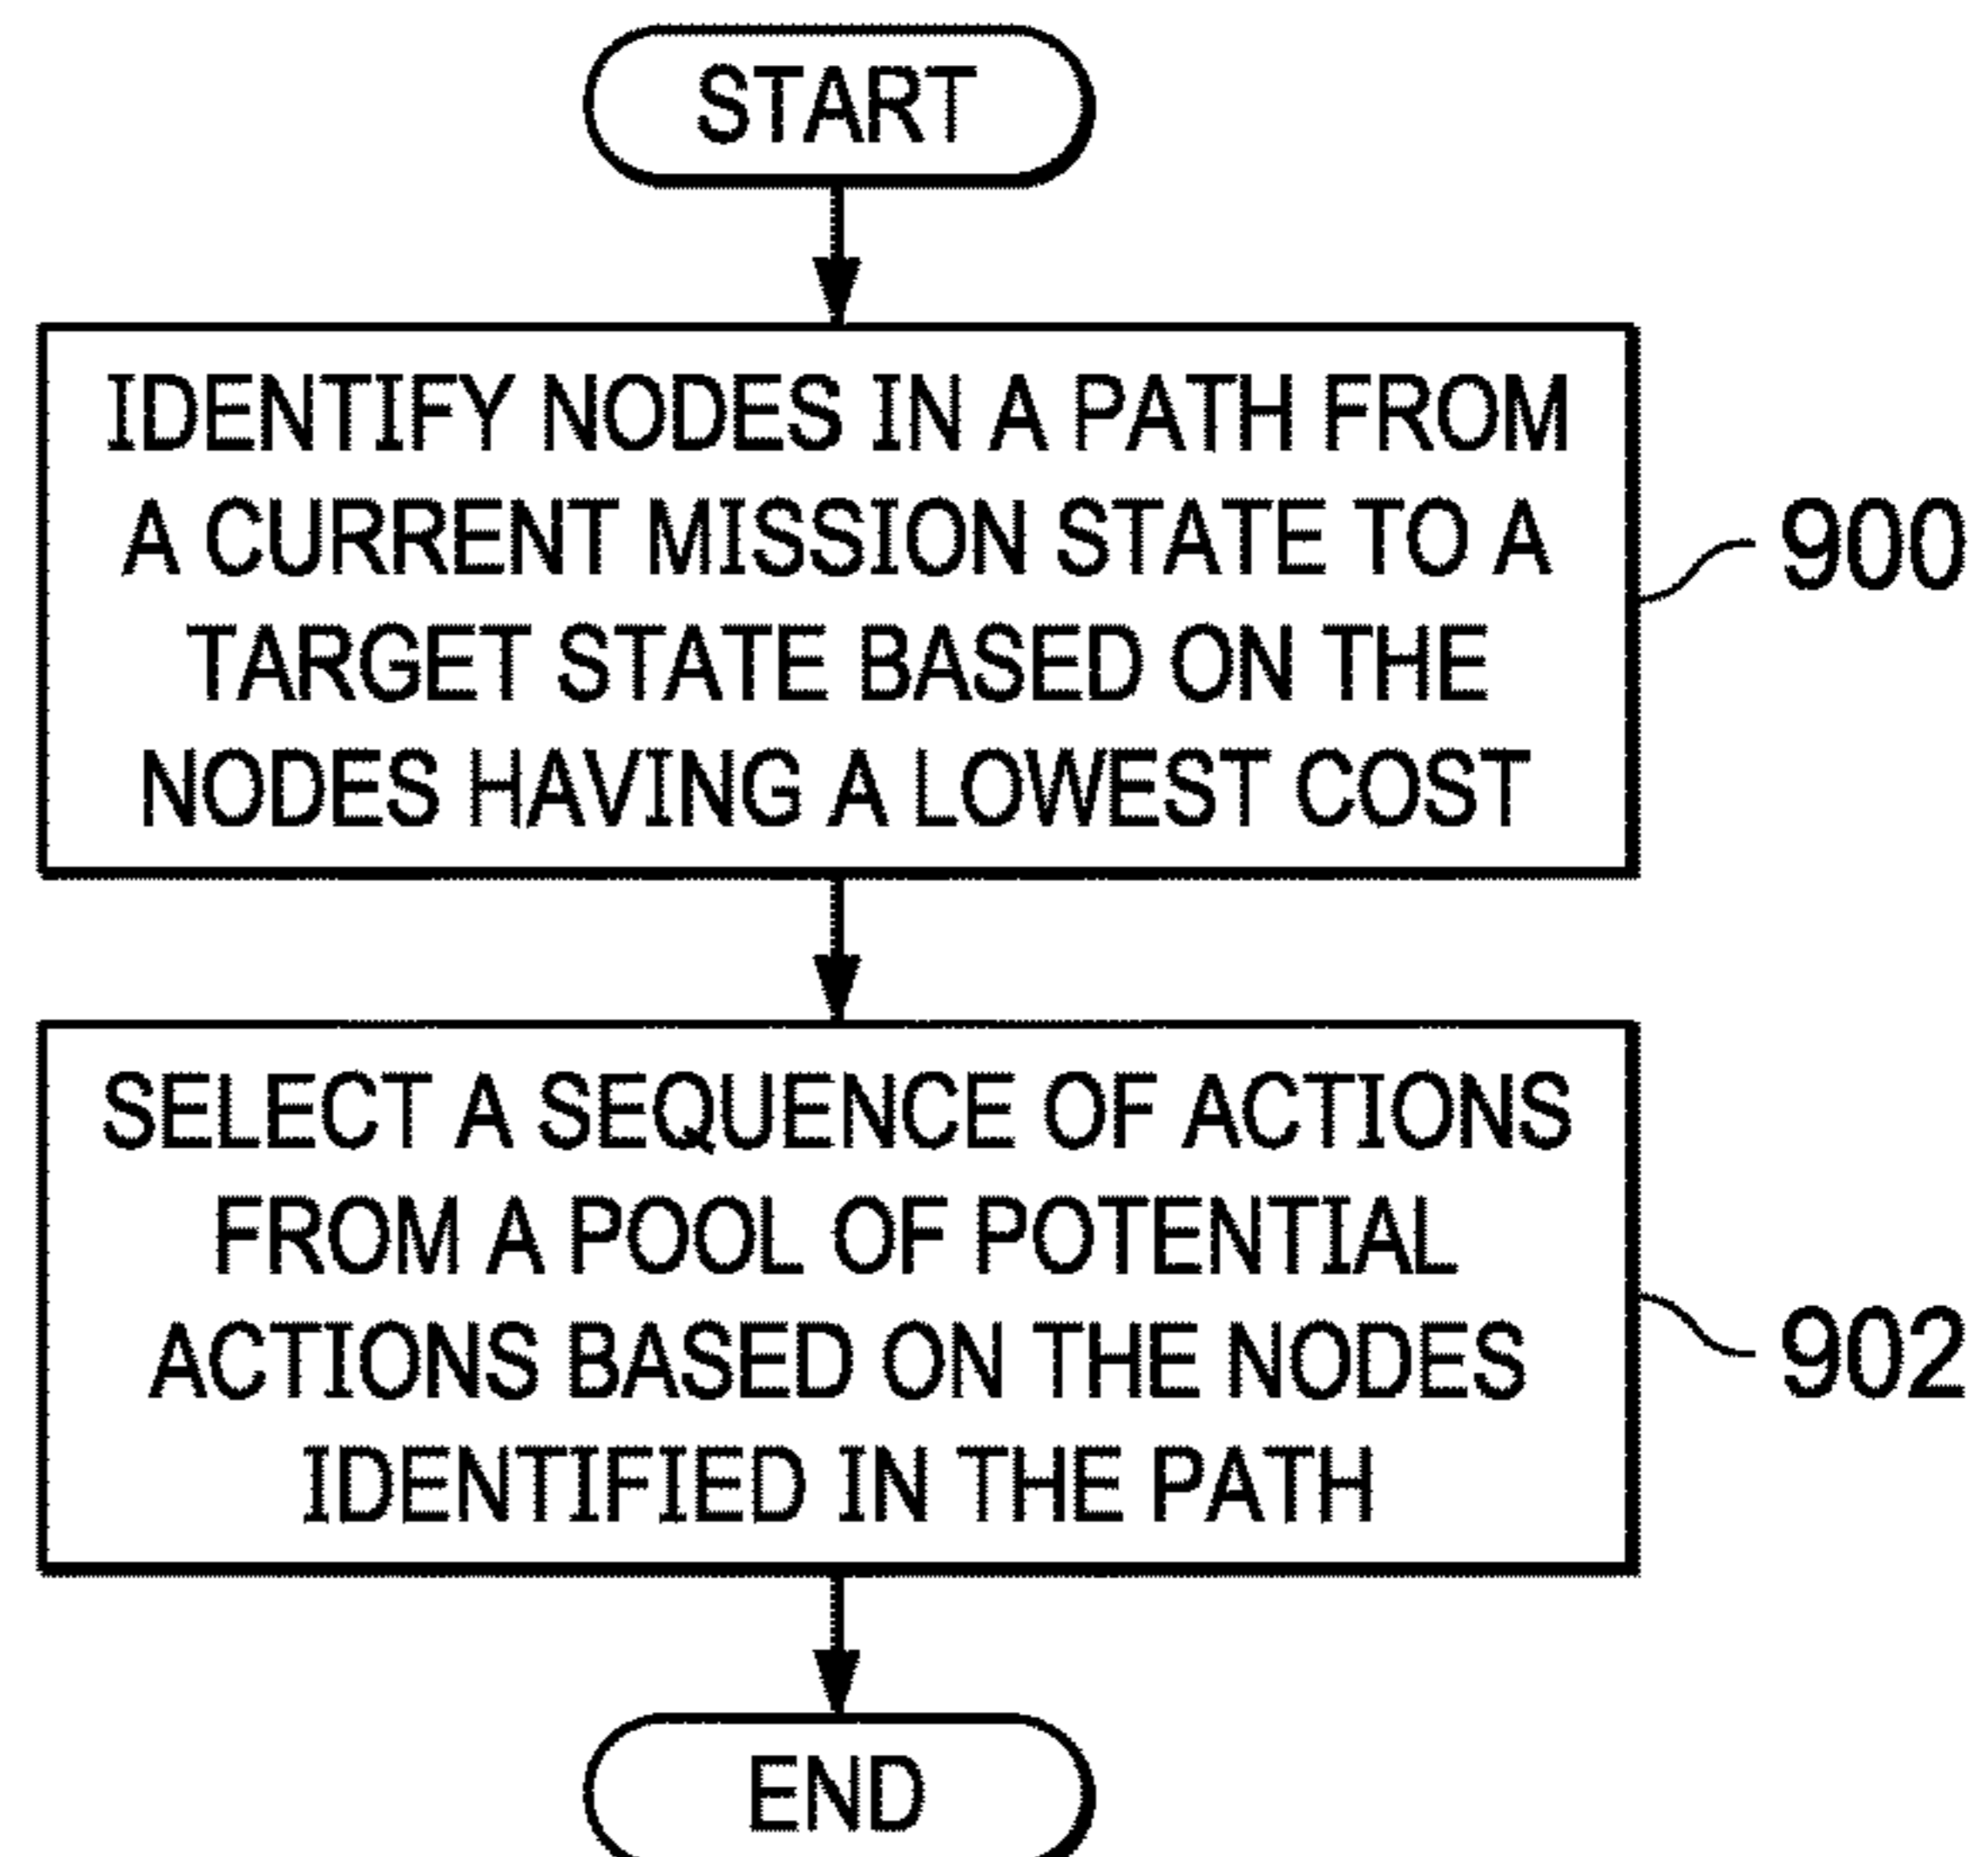 START
IDENTIFY NODES IN A PATH FROM
A CURRENT MISSION STATE TO A
TARGET STATE BASED ON THE
NODES HAVING A LOWEST COST
900
SELECT A SEQUENCE OF ACTIONS
FROM A POOL OF POTENTIAL
ACTIONS BASED ON THE NODES
IDENTIFIED IN THE PATH
902
END